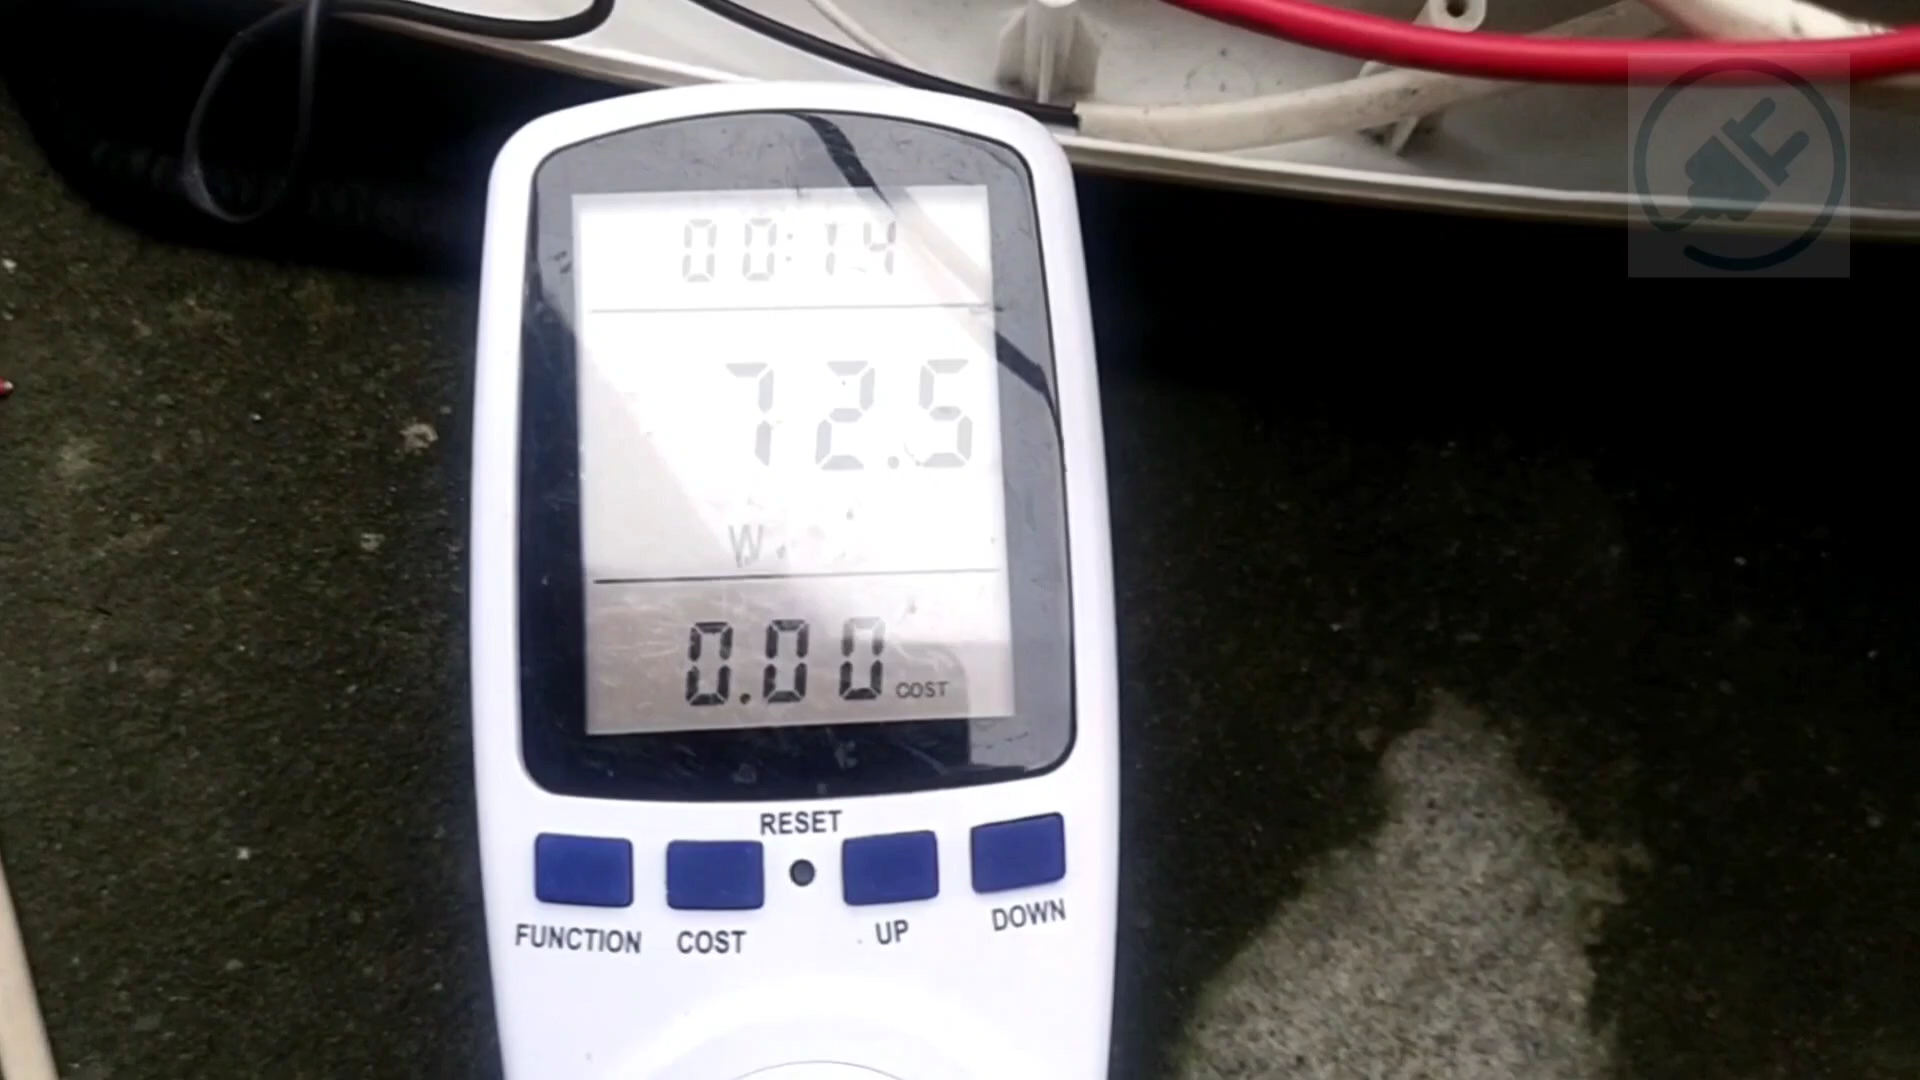 00:14
72.5
W
0.00 COST
RESET
FUNCTION COST UP DOWN